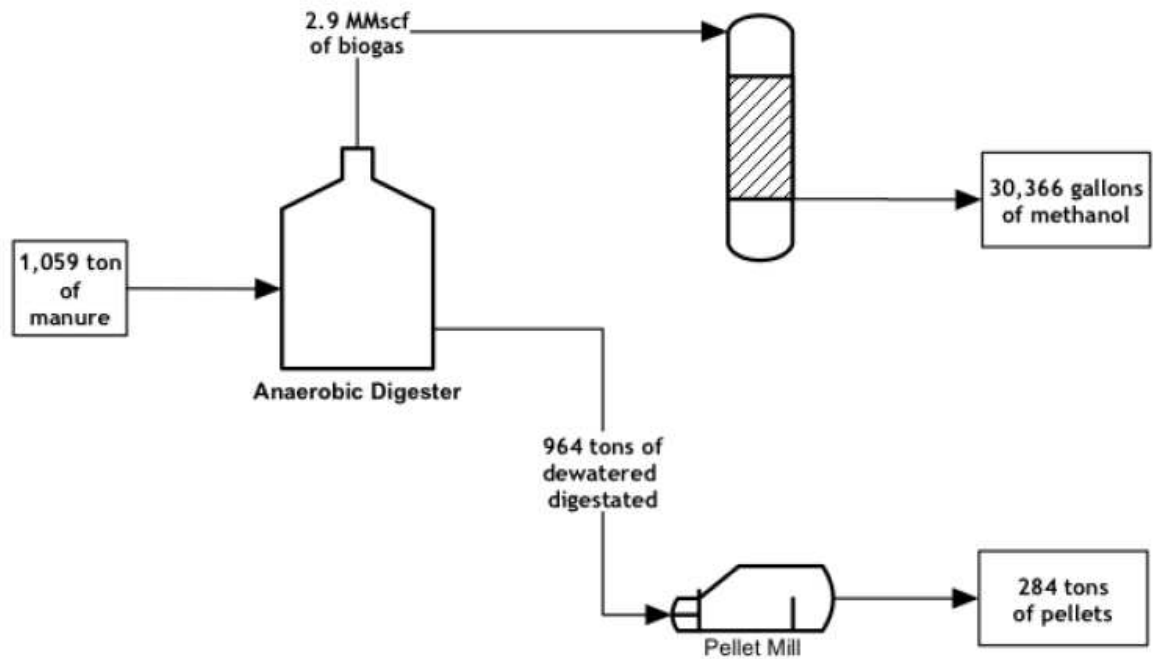 2.9 MMscf
of biogas
30,366 gallons
of methanol
1,059 ton
of
manure
Anaerobic Digester
964 tons of
dewatered
digestated
284 tons
of pellets
Pellet Mill